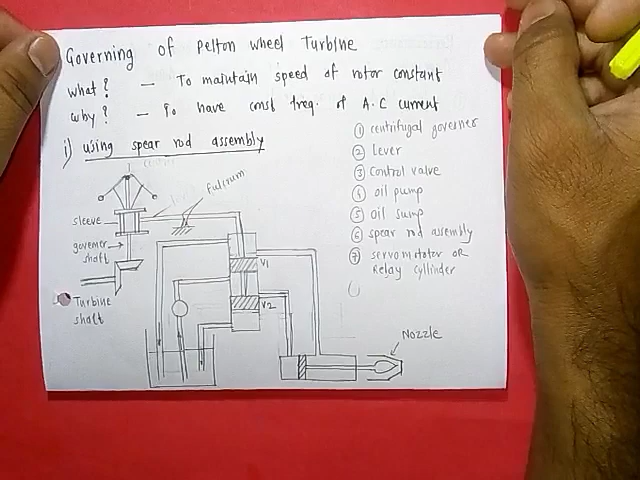 Governing of Pelton wheel Turbine
what? — To maintain speed of rotor constant
why? — To have const freq. of A.C current
i) using spear rod assembly
① centrifugal governer
② Lever
③ control valve
④ oil pump
⑤ oil sump
⑥ spear rod assembly
⑦ servomototer OR
Relay cyllinder
fulcrum
sleeve
governer
shaft
Turbine
shaft
V1
V2
Nozzle